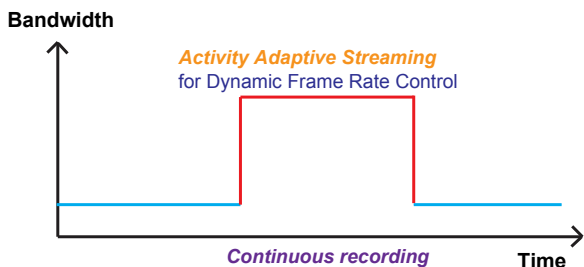 Bandwidth
Activity Adaptive Streaming
for Dynamic Frame Rate Control
Continuous recording
Time